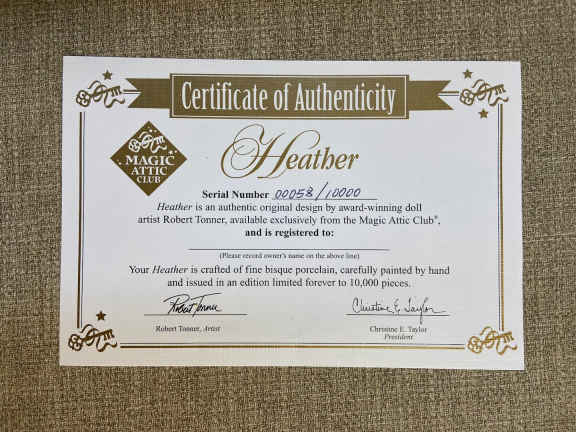 Certificate of Authenticity
MAGIC
ATTIC
CLUB
Heather
Serial Number 00058/10000
Heather is an authentic original design by award-winning doll
artist Robert Tonner, available exclusively from the Magic Attic Club®,
and is registered to:
(Please record owner's name on the above line)
Your Heather is crafted of fine bisque porcelain, carefully painted by hand
and issued in an edition limited forever to 10,000 pieces.
Robert Tonner Christine E. Taylor
Robert Tonner, Artist Christine E. Taylor
President